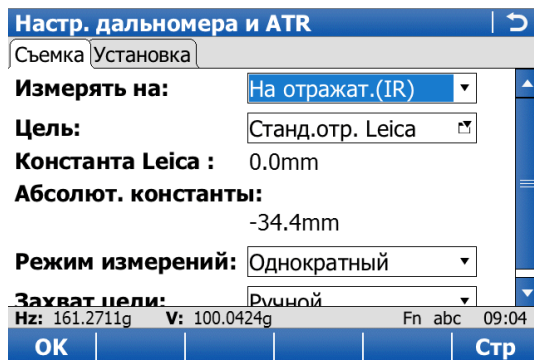 Настр. дальномера и ATR
Съемка Установка
Измерять на: На отражат.(IR)
Цель: Станд.отр. Leica
Константа Leica : 0.0mm
Абсолют. константы:
-34.4mm
Режим измерений: Однократный
Захват цели: Ручной
Hz: 161.2711g V: 100.0424g Fn abc 09:04
OK Стр